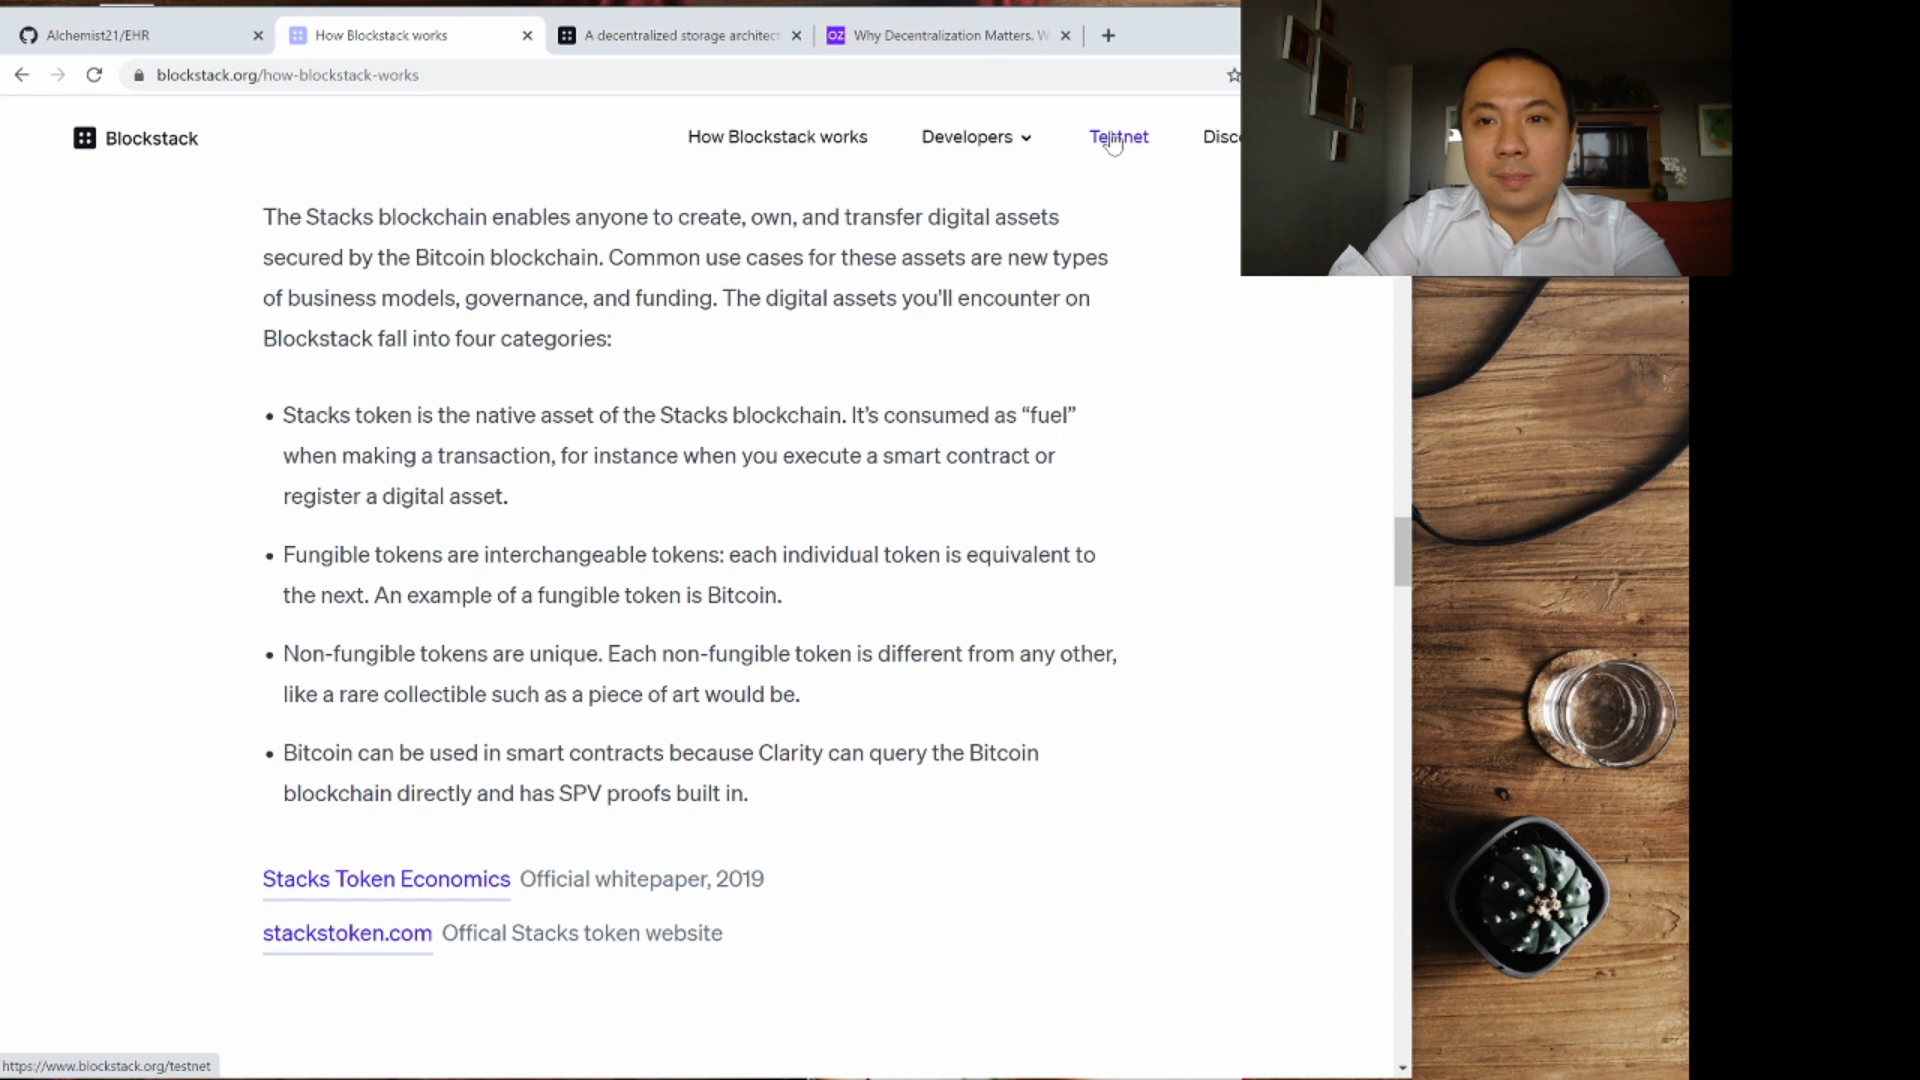 Alchemist21/EHR
How Blockstack works
A decentralized storage architect
Why Decentralization Matters. W
blockstack.org/how-blockstack-works
Blockstack
How Blockstack works
Developers
Testnet
Disco
The Stacks blockchain enables anyone to create, own, and transfer digital assets
secured by the Bitcoin blockchain. Common use cases for these assets are new types
of business models, governance, and funding. The digital assets you'll encounter on
Blockstack fall into four categories:
• Stacks token is the native asset of the Stacks blockchain. It’s consumed as “fuel”
when making a transaction, for instance when you execute a smart contract or
register a digital asset.
• Fungible tokens are interchangeable tokens: each individual token is equivalent to
the next. An example of a fungible token is Bitcoin.
• Non-fungible tokens are unique. Each non-fungible token is different from any other,
like a rare collectible such as a piece of art would be.
• Bitcoin can be used in smart contracts because Clarity can query the Bitcoin
blockchain directly and has SPV proofs built in.
Stacks Token Economics Official whitepaper, 2019
stackstoken.com Offical Stacks token website
https://www.blockstack.org/testnet